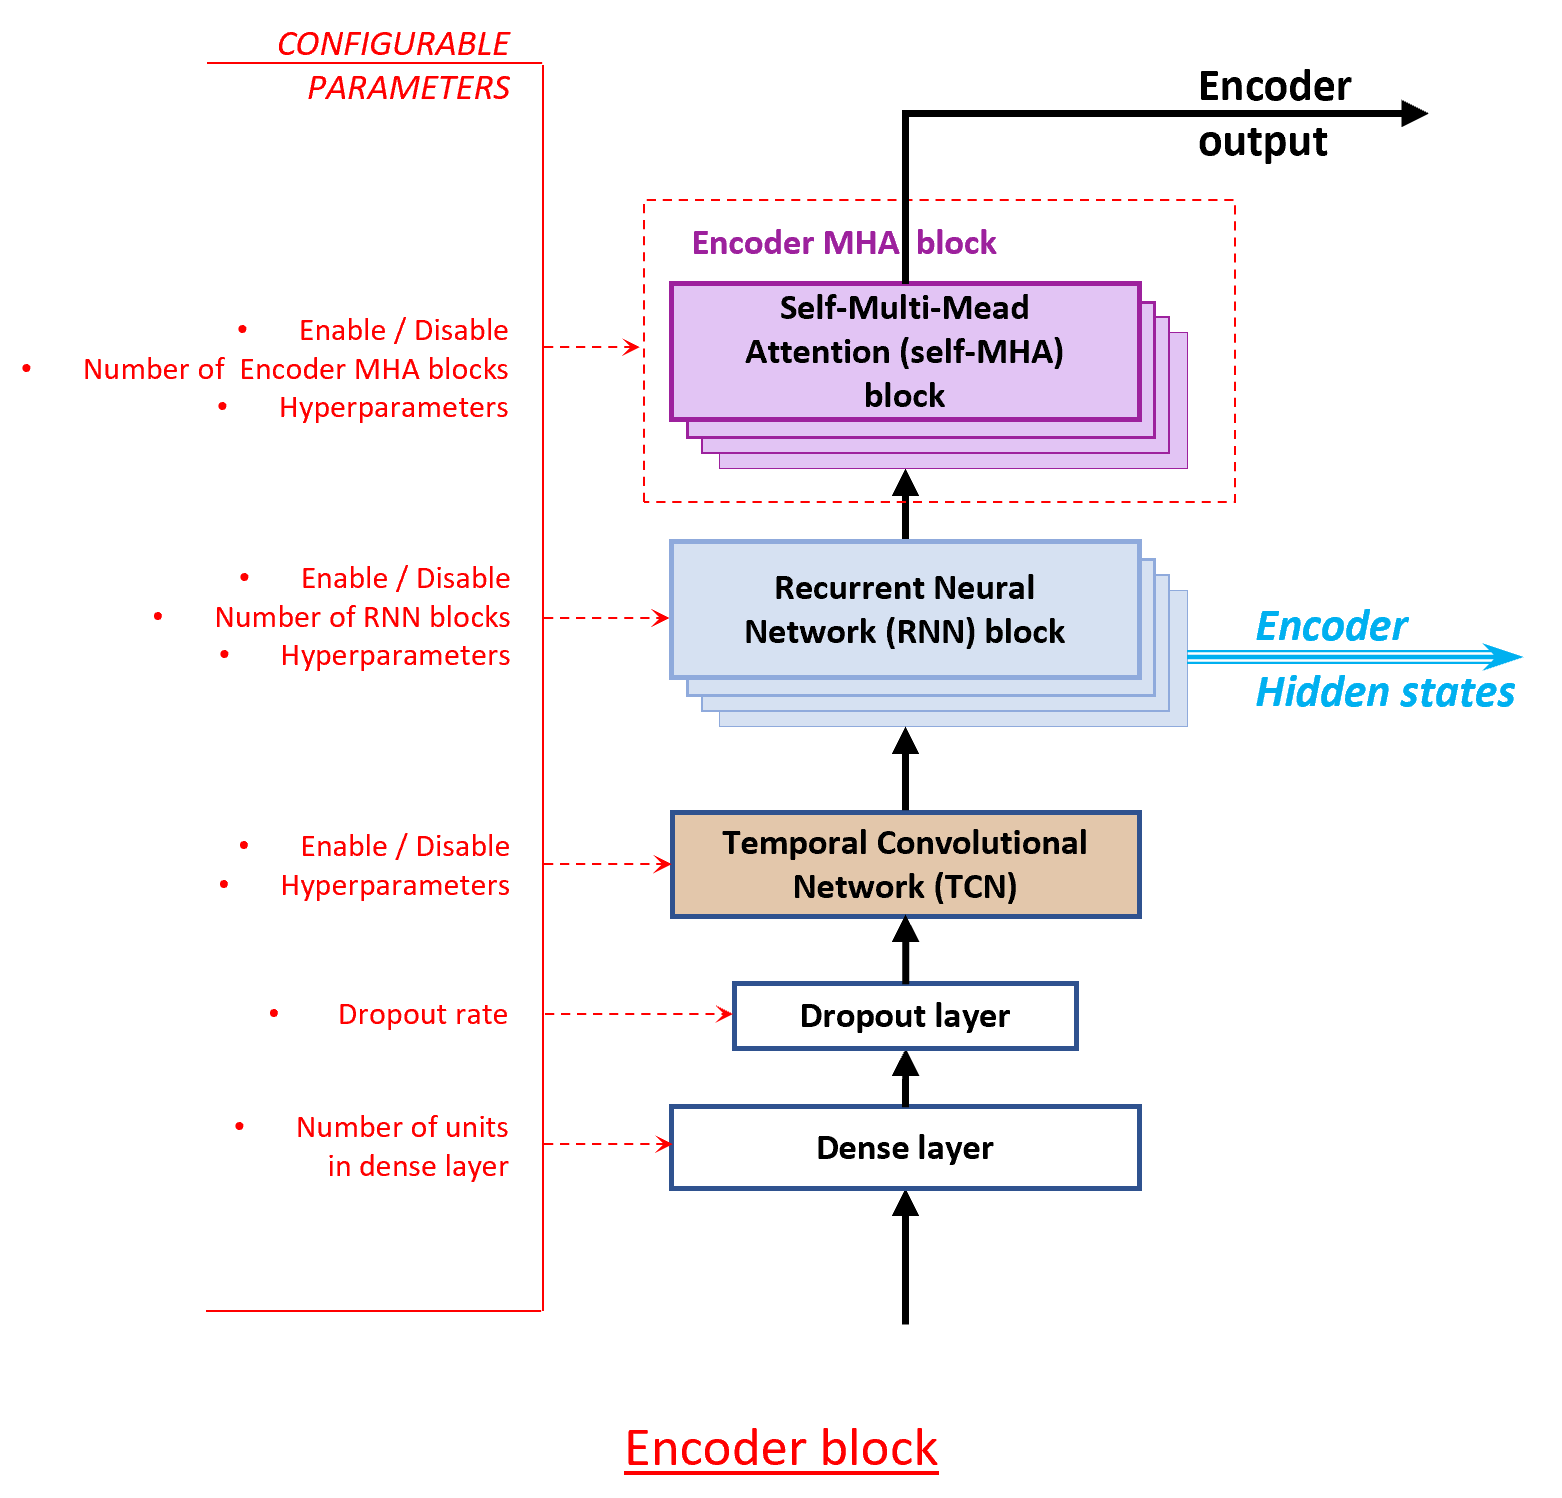 CONFIGURABLE
PARAMETERS
Encoder
output
Encoder MHA block
Self-Multi-Mead
Attention (self-MHA)
block
• Enable / Disable
• Number of Encoder MHA blocks
• Hyperparameters
Recurrent Neural
Network (RNN) block
• Enable / Disable
• Number of RNN blocks
• Hyperparameters
Encoder
Hidden states
Temporal Convolutional
Network (TCN)
• Enable / Disable
• Hyperparameters
• Dropout rate
Dropout layer
• Number of units
in dense layer
Dense layer
Encoder block